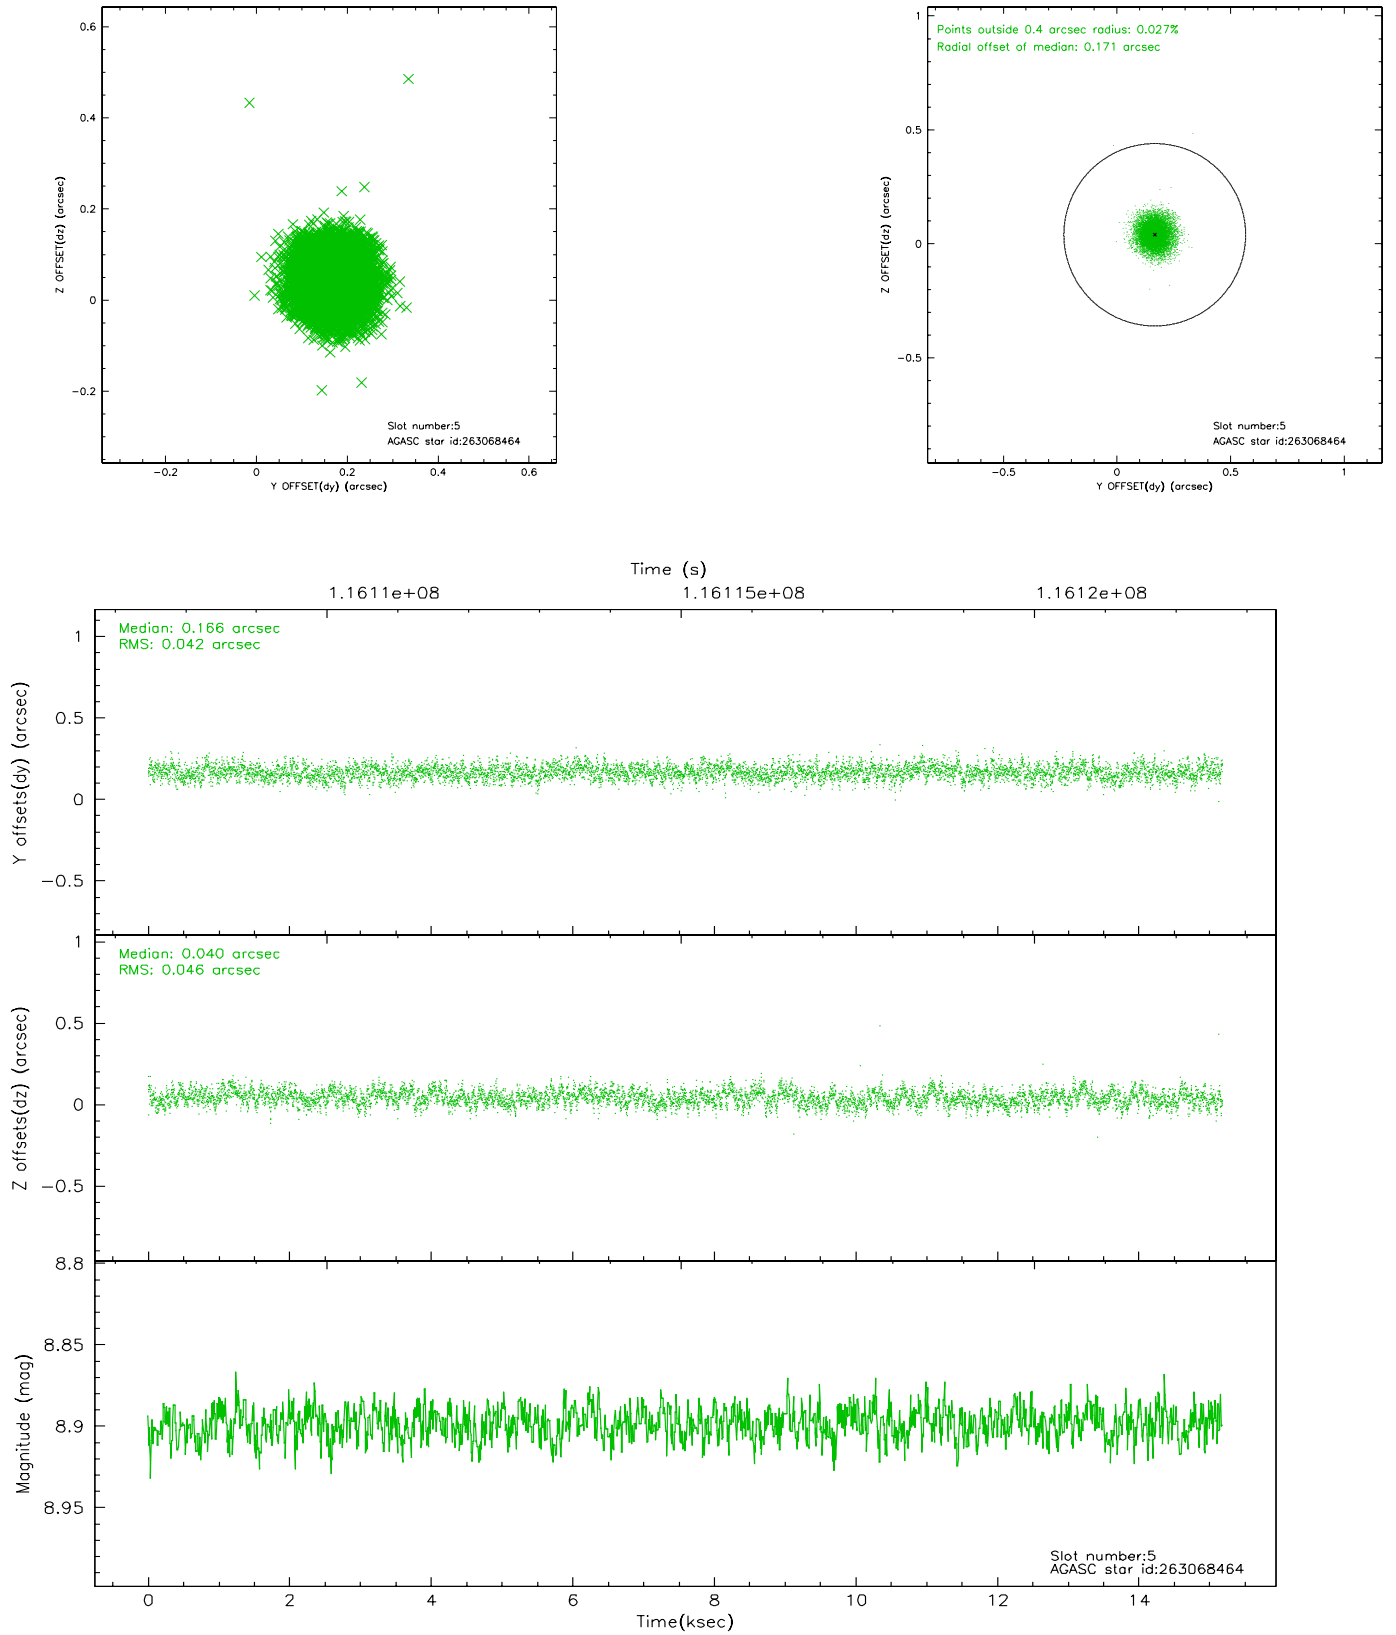 0.6
0.4
0.2
0
−0.2
Z OFFSET(dz) (arcsec)
Slot number:5
AGASC star id:263068464
−0.2
0
0.2
0.4
0.6
Y OFFSET(dy) (arcsec)
Points outside 0.4 arcsec radius: 0.027%
Radial offset of median: 0.171 arcsec
1
0.5
0
−0.5
Z OFFSET(dz) (arcsec)
Slot number:5
AGASC star id:263068464
−0.5
0
0.5
1
Y OFFSET(dy) (arcsec)
Time (s)
1.1611e+08
1.16115e+08
1.1612e+08
Median: 0.166 arcsec
RMS: 0.042 arcsec
1
0.5
0
−0.5
Y offsets(dy) (arcsec)
Median: 0.040 arcsec
RMS: 0.046 arcsec
1
0.5
0
−0.5
Z offsets(dz) (arcsec)
8.8
8.85
8.9
8.95
Magnitude (mag)
Slot number:5
AGASC star id:263068464
0
2
4
6
8
10
12
14
Time(ksec)